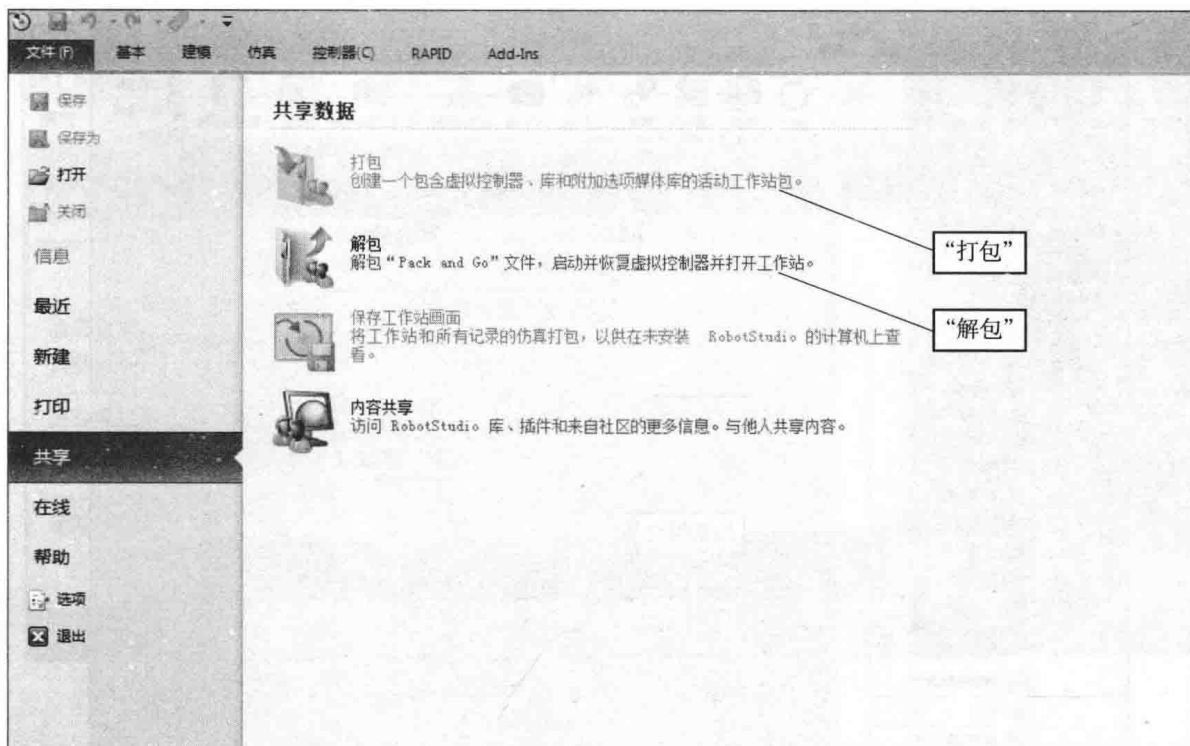 文件(F) 基本 建模 仿真 控制器(C) RAPID Add-Ins
保存
保存为
打开
关闭
信息
最近
新建
打印
共享
在线
帮助
选项
退出
共享数据
打包
创建一个包含虚拟控制器、库和附加选项媒体库的活动工作站包。
解包
解包“Pack and Go”文件，启动并恢复虚拟控制器并打开工作站。
保存工作站画面
将工作站和所有记录的仿真打包，以供在未安装 RobotStudio 的计算机上查
看。
内容共享
访问 RobotStudio 库、插件和来自社区的更多信息。与他人共享内容。
“打包”
“解包”